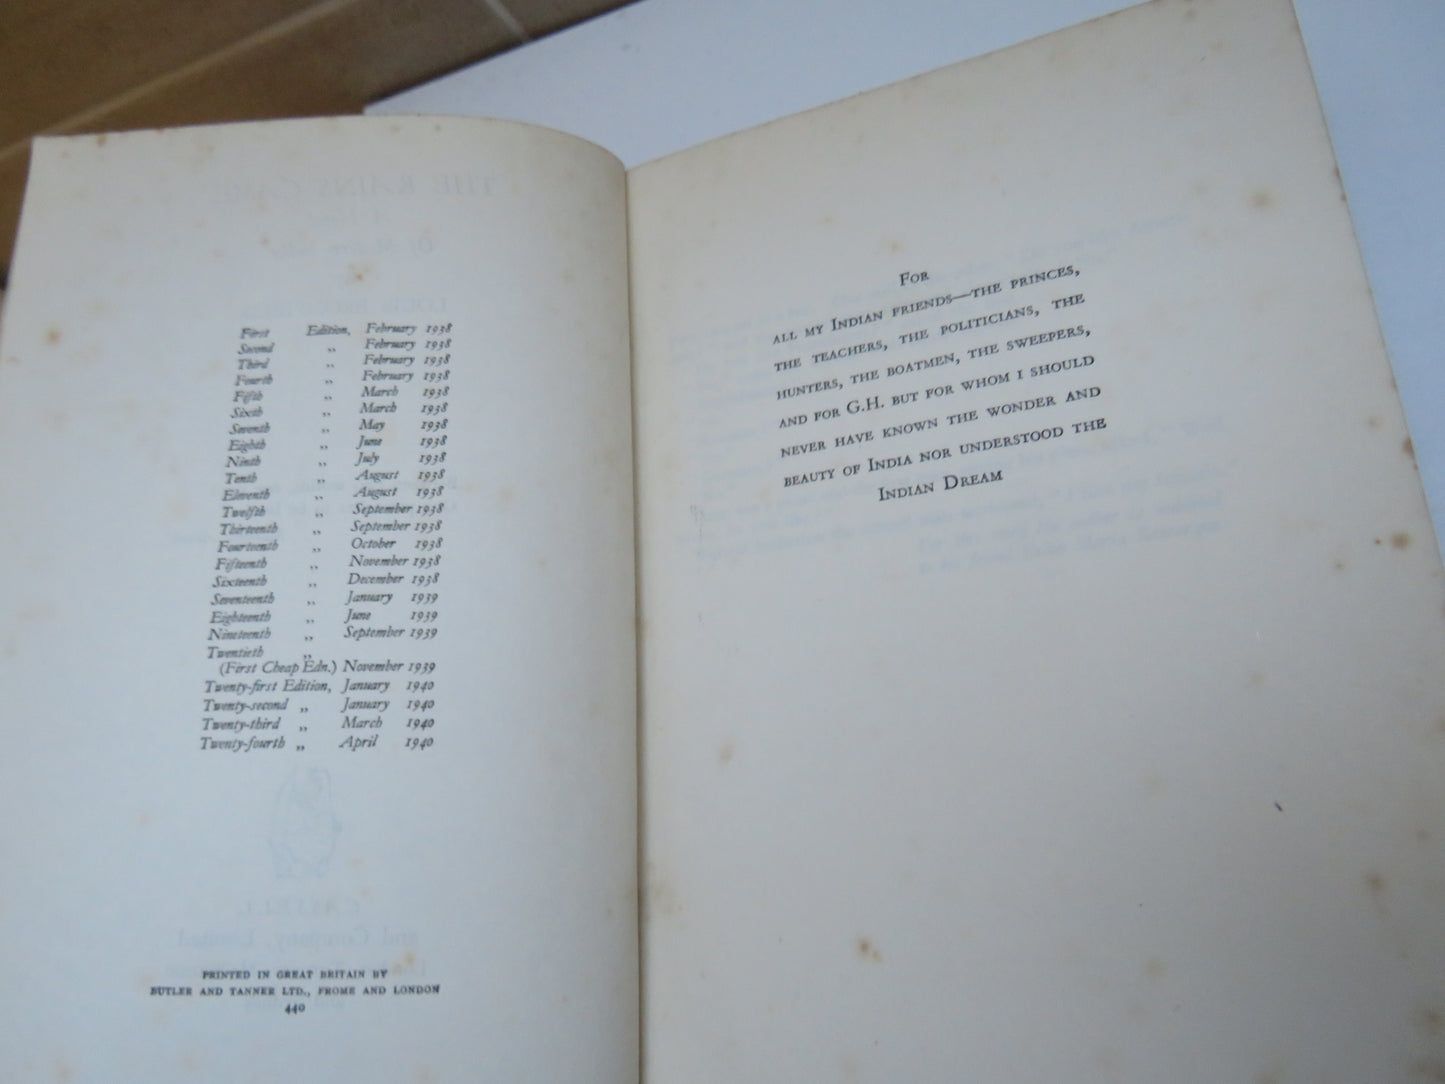 First Edition, February 1938
Second „ February 1938
Third „ February 1938
Fourth „ February 1938
Fifth „ March 1938
Sixth „ March 1938
Seventh „ May 1938
Eighth „ June 1938
Ninth „ July 1938
Tenth „ August 1938
Eleventh „ August 1938
Twelfth „ September 1938
Thirteenth „ September 1938
Fourteenth „ October 1938
Fifteenth „ November 1938
Sixteenth „ December 1938
Seventeenth „ January 1939
Eighteenth „ June 1939
Nineteenth „ September 1939
Twentieth „
(First Cheap Edn.) November 1939
Twenty-first Edition, January 1940
Twenty-second „ January 1940
Twenty-third „ March 1940
Twenty-fourth „ April 1940
PRINTED IN GREAT BRITAIN BY
BUTLER AND TANNER LTD., FROME AND LONDON
440
FOR
ALL MY INDIAN FRIENDS—THE PRINCES,
THE TEACHERS, THE POLITICIANS, THE
HUNTERS, THE BOATMEN, THE SWEEPERS,
AND FOR G.H. BUT FOR WHOM I SHOULD
NEVER HAVE KNOWN THE WONDER AND
BEAUTY OF INDIA NOR UNDERSTOOD THE
INDIAN DREAM